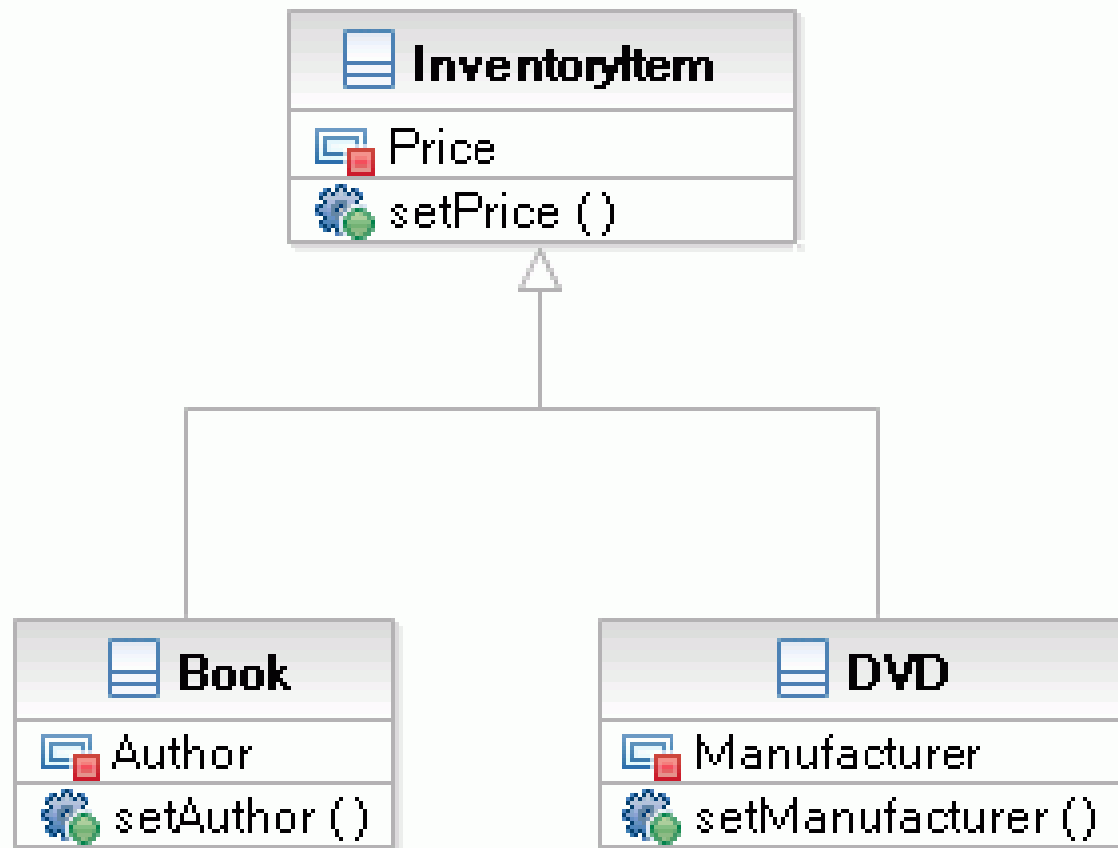 InventoryItem
Price
setPrice ()
Book
Author
setAuthor ()
DVD
Manufacturer
setManufacturer ()